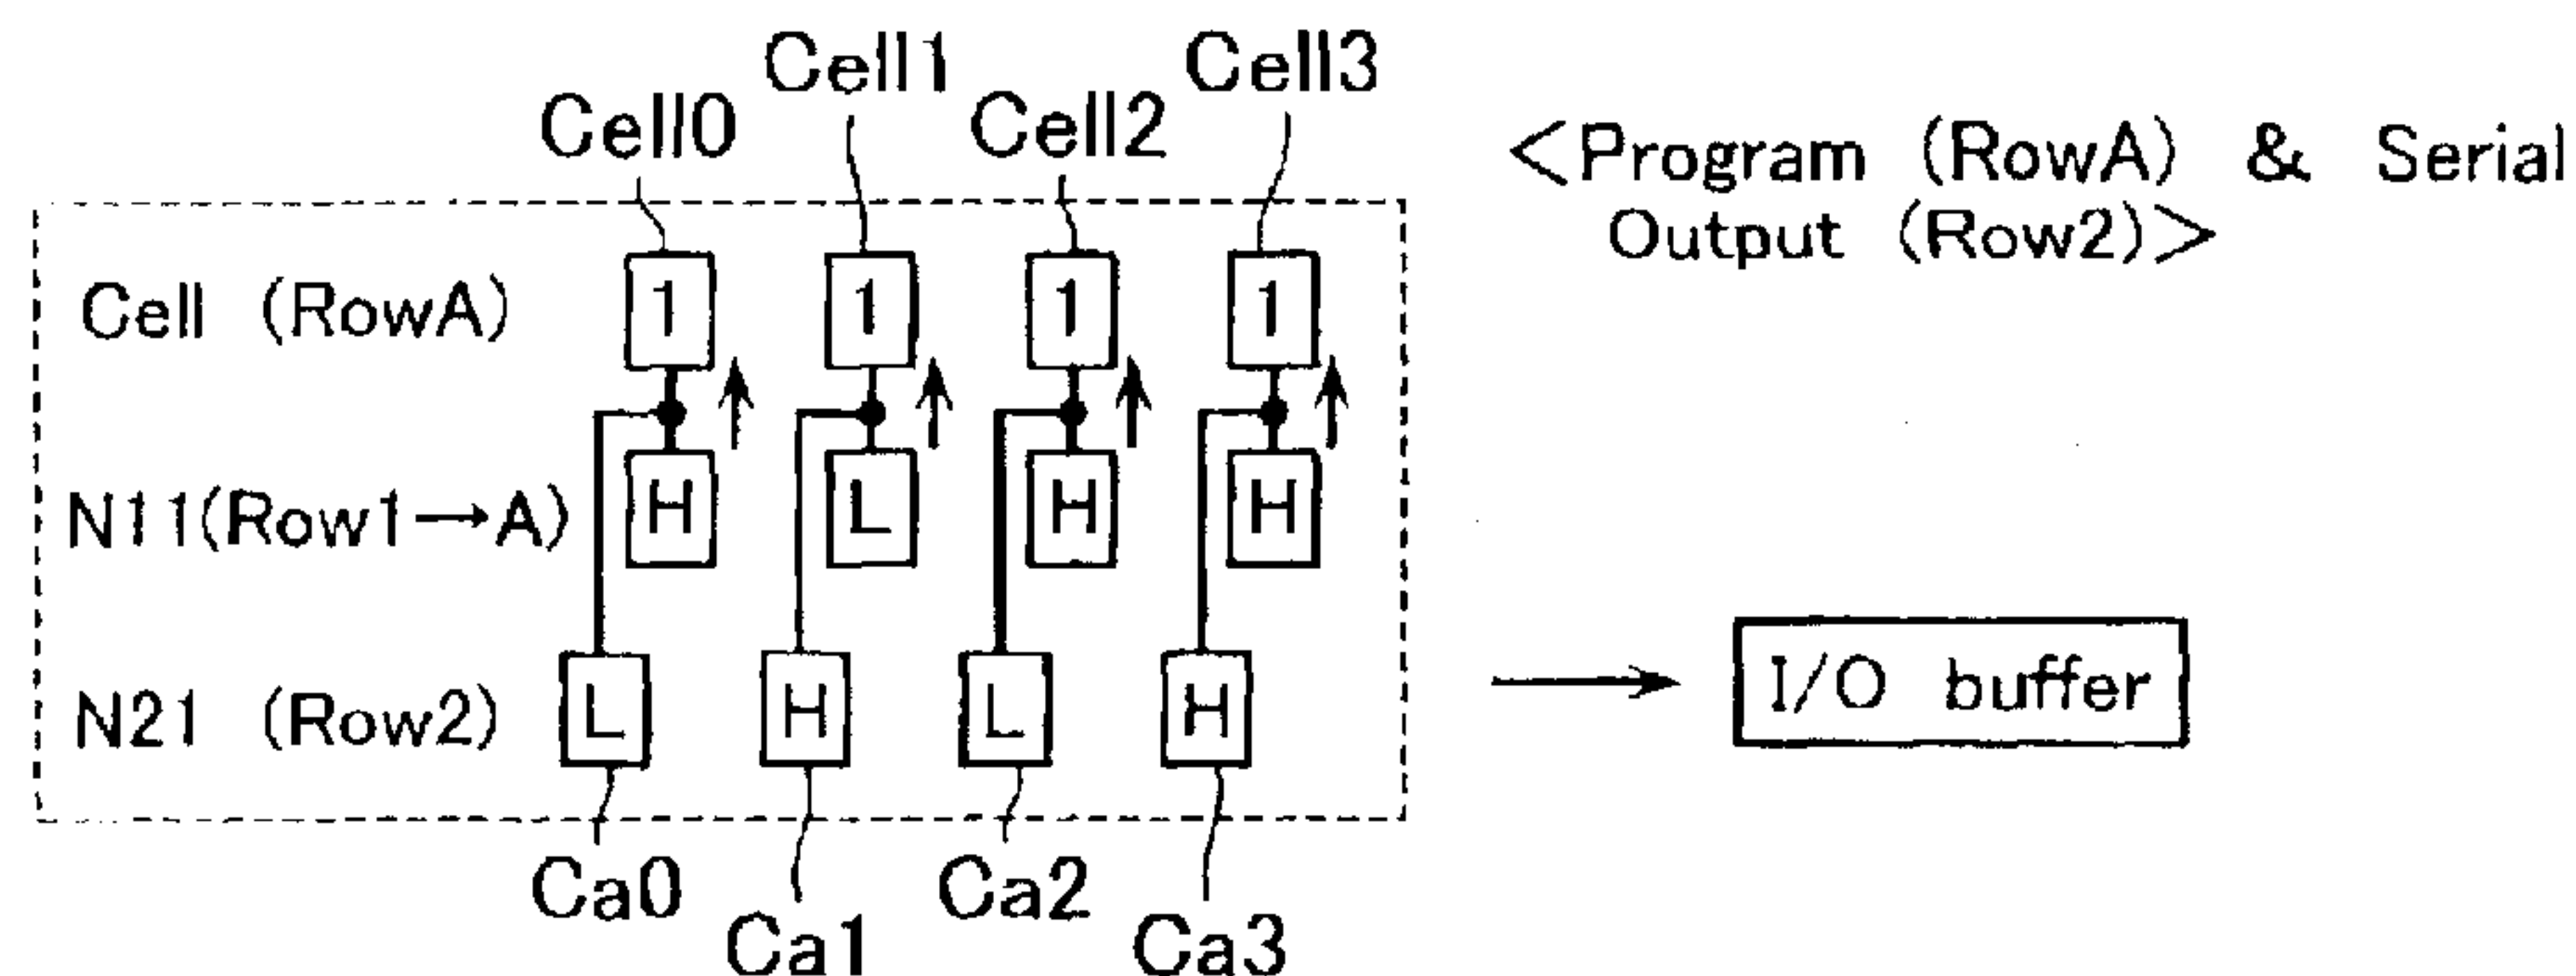 Cell0 Cell1 Cell2 Cell3
<Program (RowA) & Serial
Output (Row2)>
Cell (RowA) 1 1 1 1
N11(Row1→A) H L H H
N21 (Row2) L H L H
I/O buffer
Ca0 Ca1 Ca2 Ca3